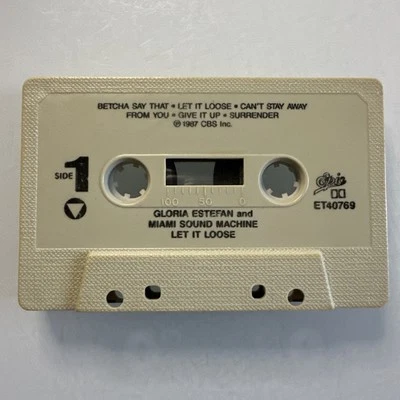 BETCHA SAY THAT • LET IT LOOSE • CAN'T STAY AWAY
FROM YOU • GIVE IT UP • SURRENDER
℗ 1987 CBS Inc.
SIDE 1
Epic
100 50 0
ET40769
GLORIA ESTEFAN and
MIAMI SOUND MACHINE
LET IT LOOSE